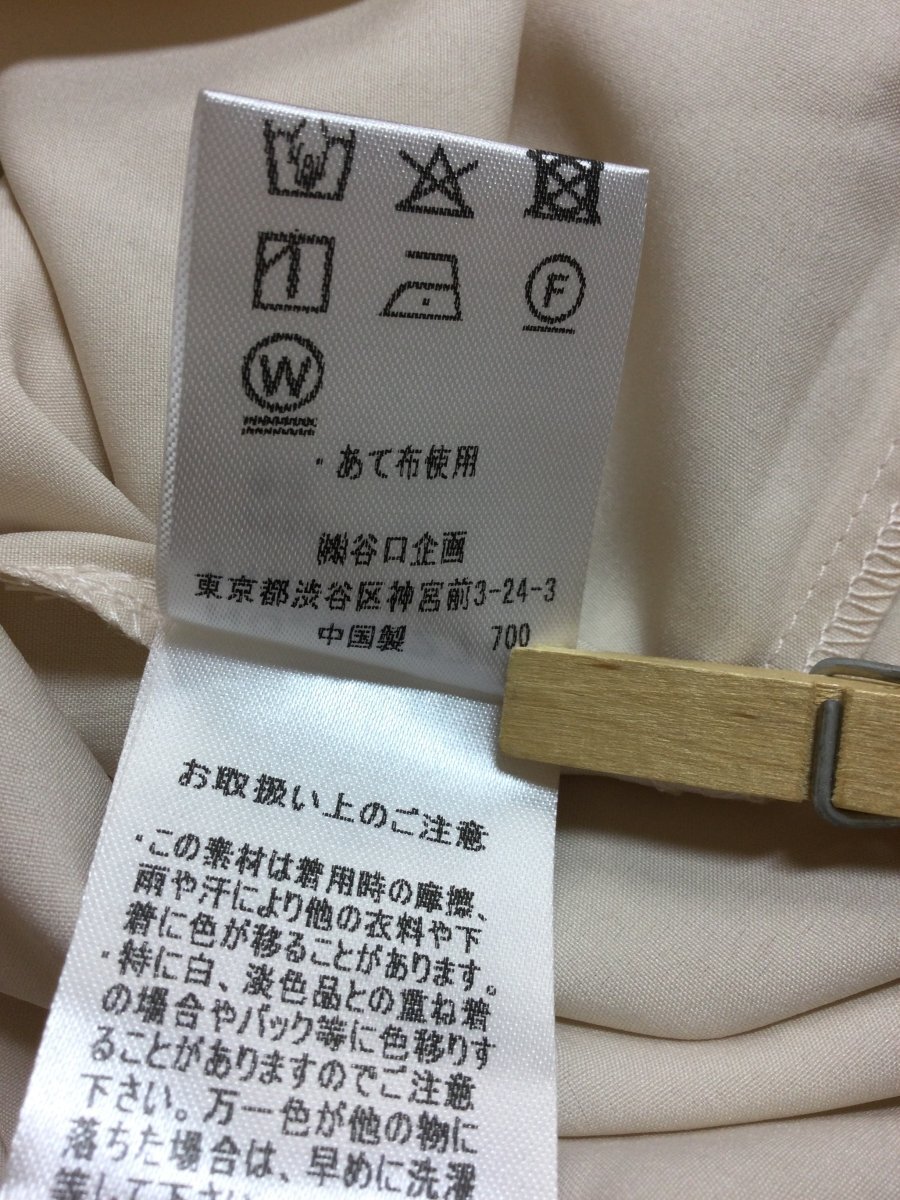 F
W
・あて布使用
㈱谷口企画
東京都渋谷区神宮前3-24-3
中国製 700
お取扱い上のご注意
・この素材は着用時の摩擦、
雨や汗により他の衣料や下
着に色が移ることがあります。
・特に白、淡色品との重ね着
の場合やバック等に色移りす
ることがありますのでご注意
下さい。万一色が他の物に
落ちた場合は、早めに洗濯
等して下さい